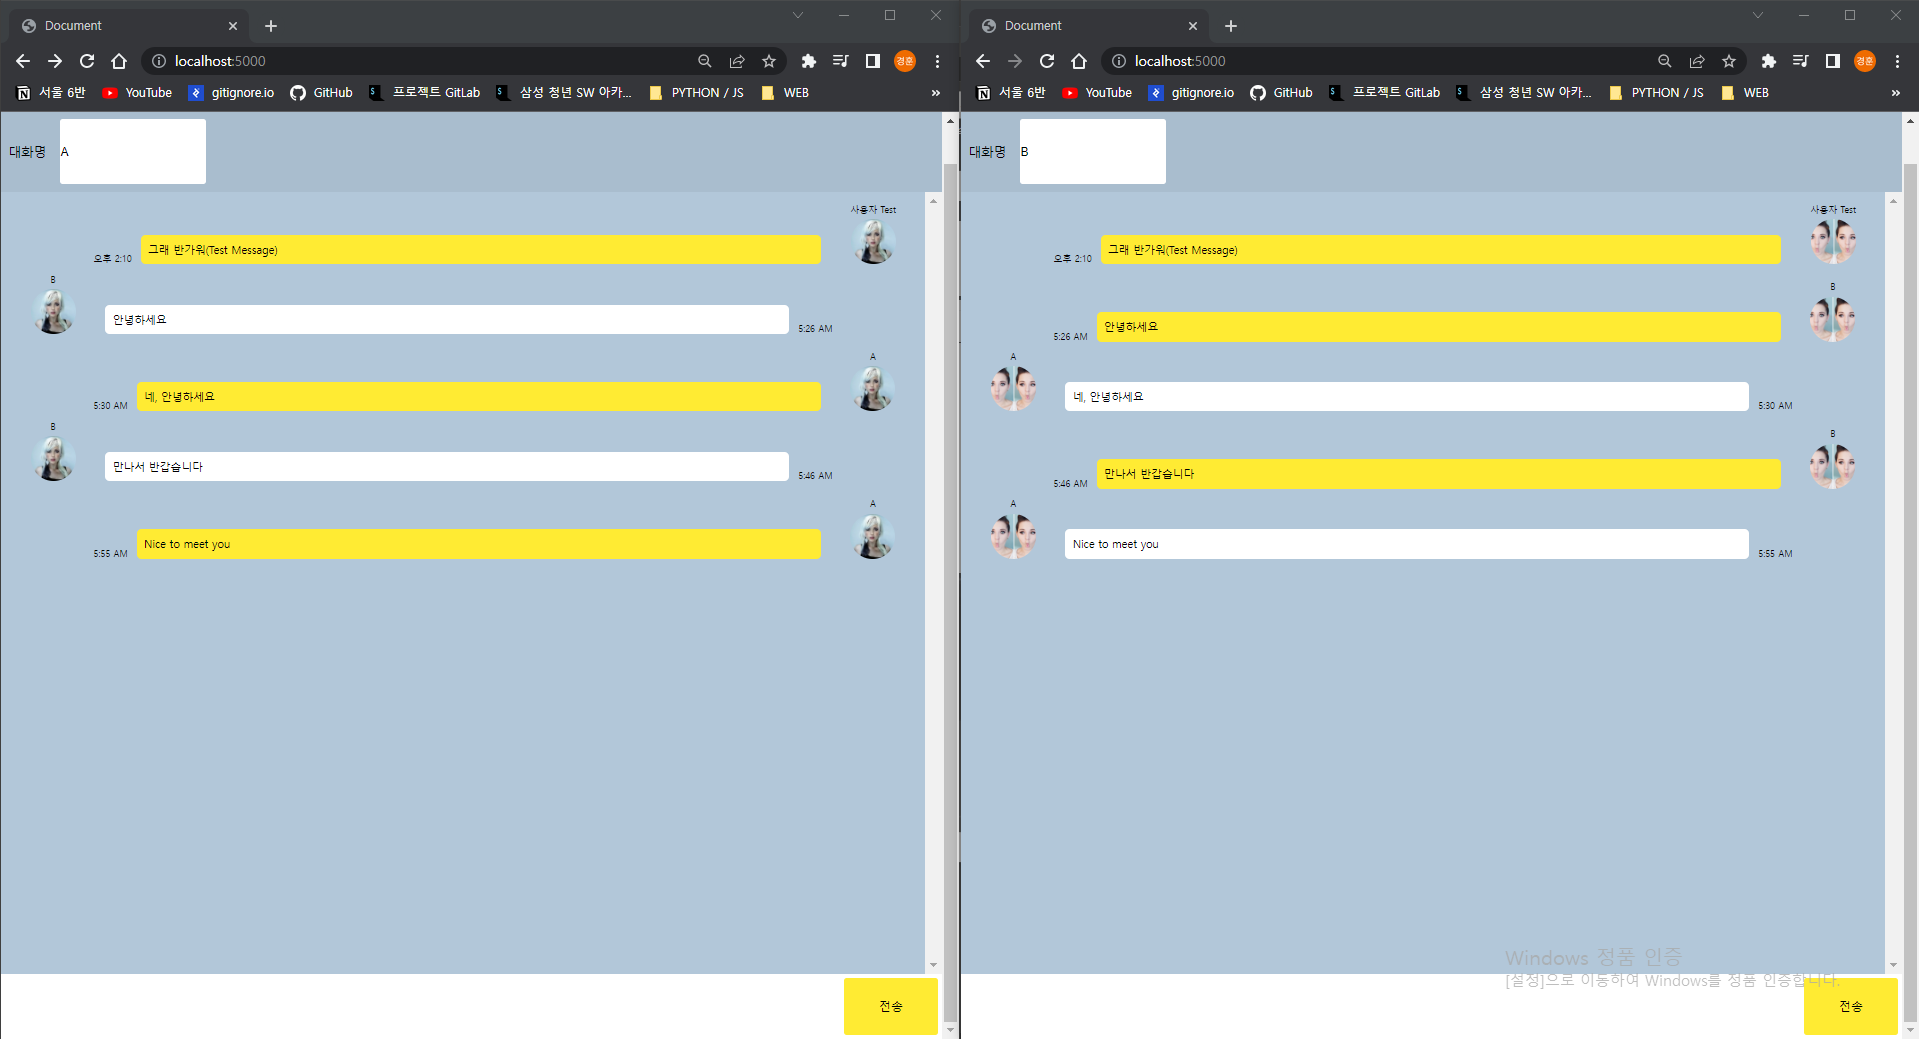 Document
localhost:5000
경훈
서울 6반 YouTube gitignore.io GitHub 프로젝트 GitLab 삼성 청년 SW 아카... PYTHON / JS WEB »
대화명 A
사용자 Test
오후 2:10 그래 반가워(Test Message)
B
안녕하세요 5:26 AM
A
5:30 AM 네, 안녕하세요
B
만나서 반갑습니다 5:46 AM
A
5:55 AM Nice to meet you
전송
Document
localhost:5000
경훈
서울 6반 YouTube gitignore.io GitHub 프로젝트 GitLab 삼성 청년 SW 아카... PYTHON / JS WEB »
대화명 B
사용자 Test
오후 2:10 그래 반가워(Test Message)
B
5:26 AM 안녕하세요
A
네, 안녕하세요 5:30 AM
B
5:46 AM 만나서 반갑습니다
A
Nice to meet you 5:55 AM
Windows 정품 인증
[설정]으로 이동하여 Windows를 정품 인증합니다.
전송